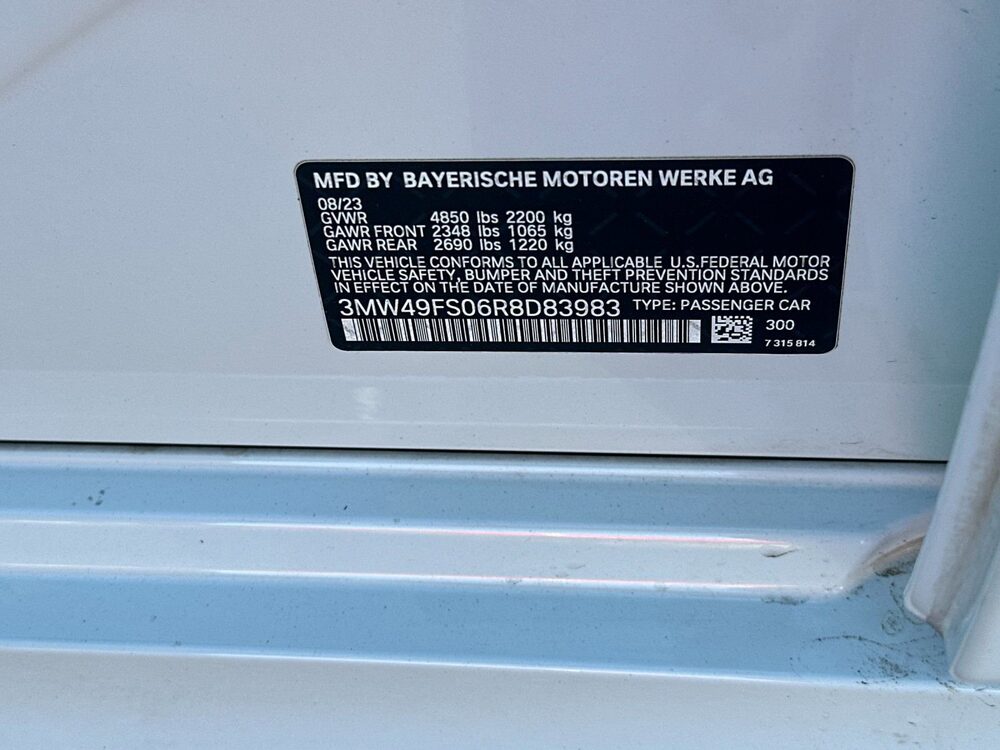 MFD BY BAYERISCHE MOTOREN WERKE AG
08/23
GVWR 4850 lbs 2200 kg
GAWR FRONT 2348 lbs 1065 kg
GAWR REAR 2690 lbs 1220 kg
THIS VEHICLE CONFORMS TO ALL APPLICABLE U.S.FEDERAL MOTOR
VEHICLE SAFETY, BUMPER AND THEFT PREVENTION STANDARDS
IN EFFECT ON THE DATE OF MANUFACTURE SHOWN ABOVE.
3MW49FS06R8D83983 TYPE: PASSENGER CAR
300
7 315 814